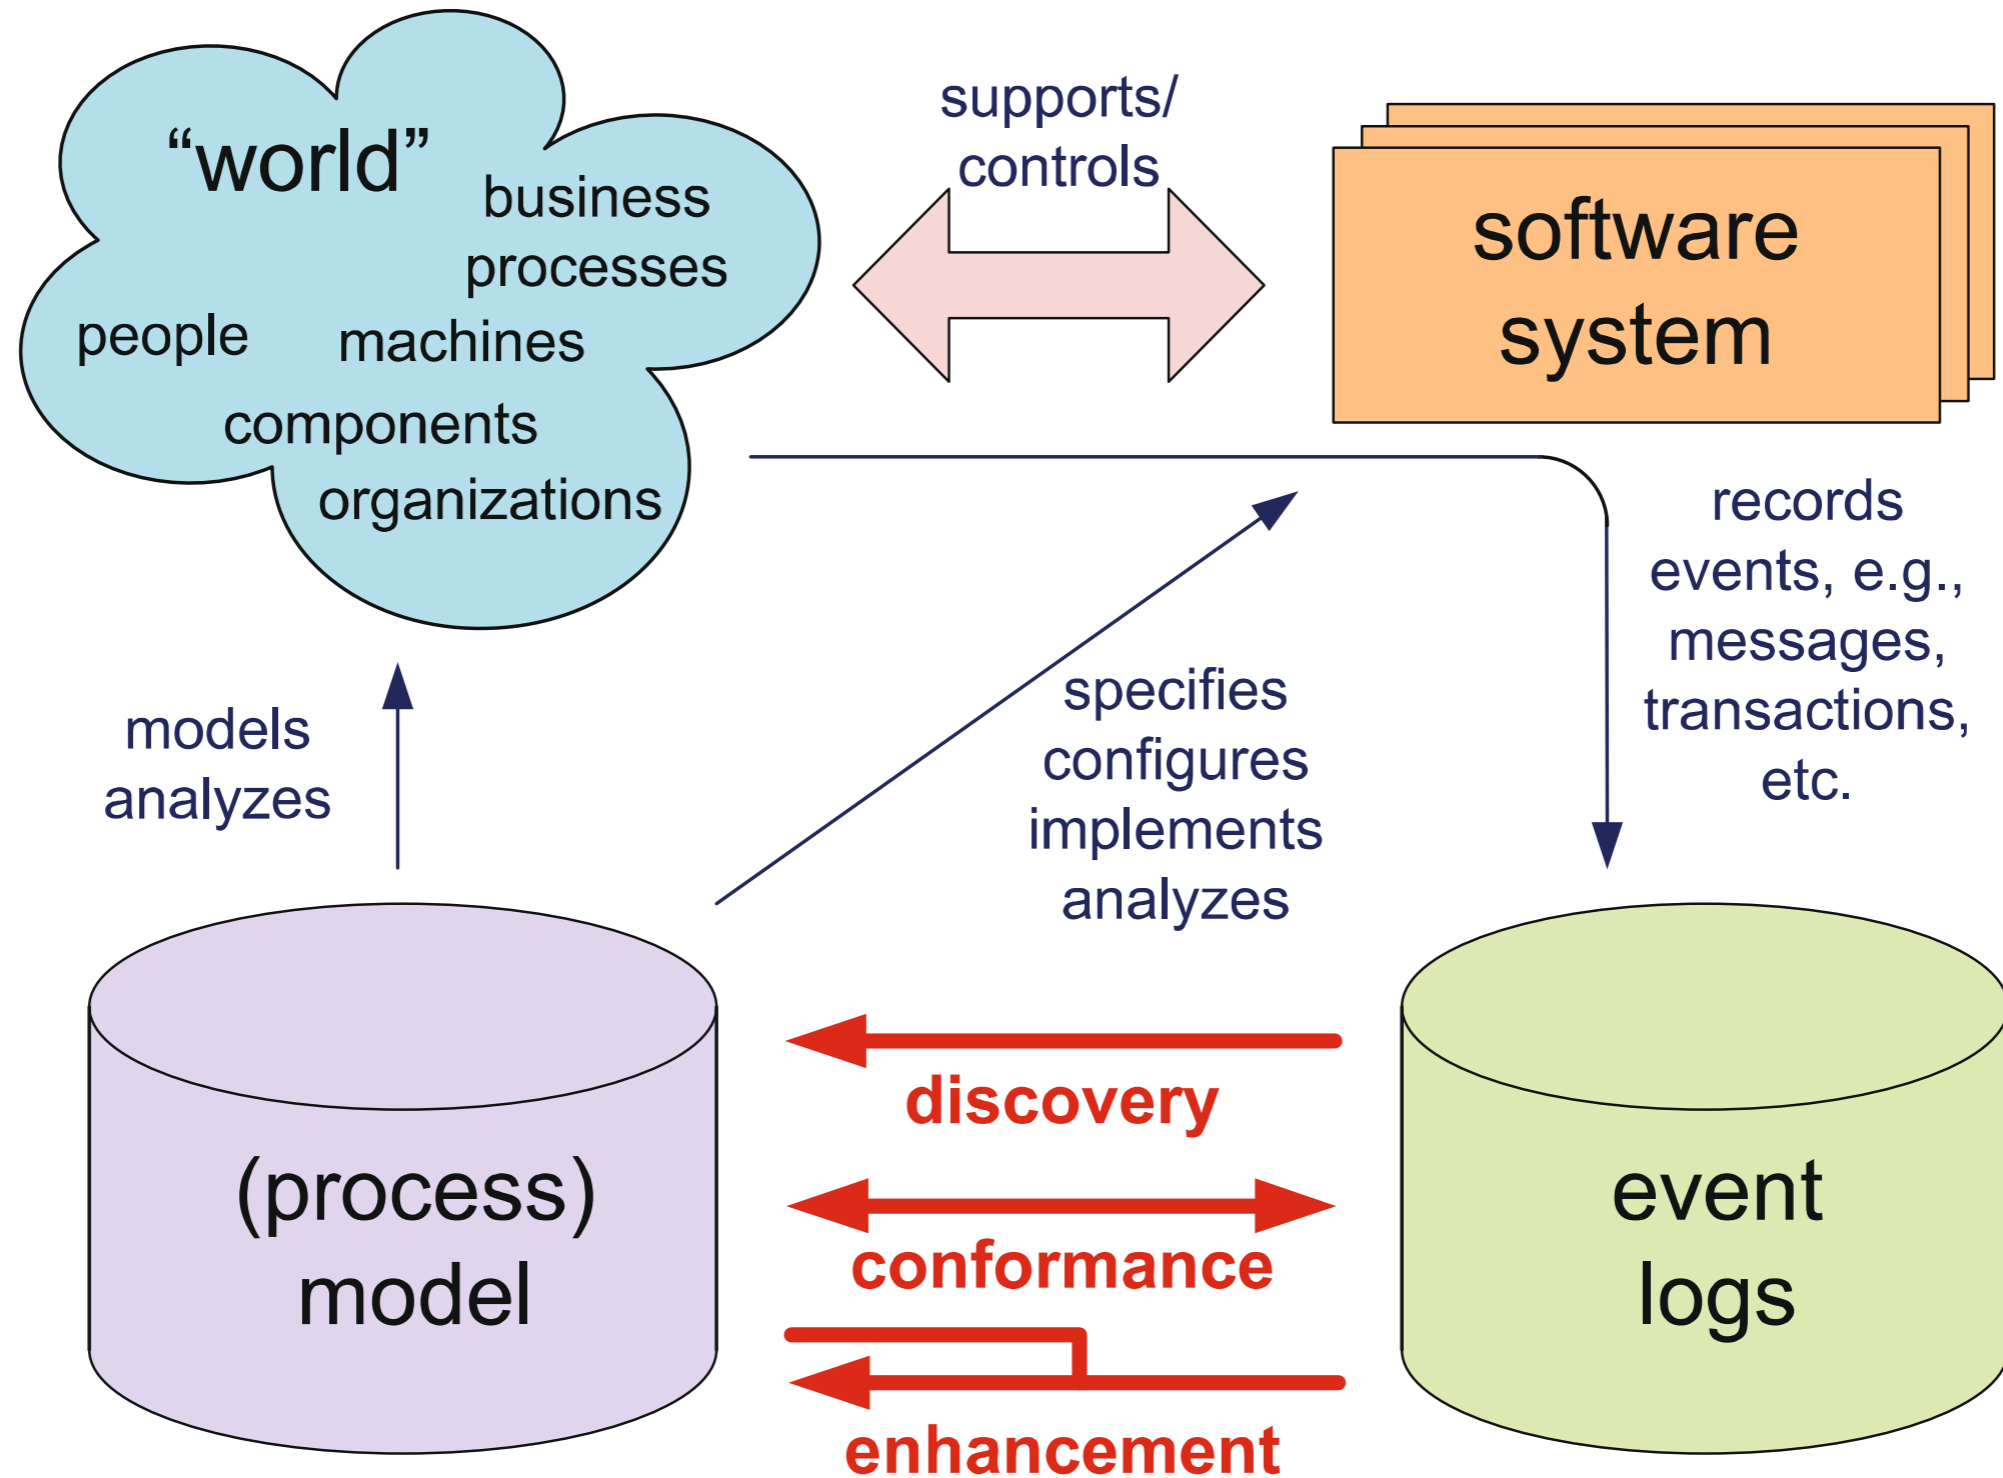 “world”
business
processes
people
machines
components
organizations
supports/
controls
software
system
records
events, e.g.,
messages,
transactions,
etc.
models
analyzes
specifies
configures
implements
analyzes
discovery
(process)
model
conformance
event
logs
enhancement